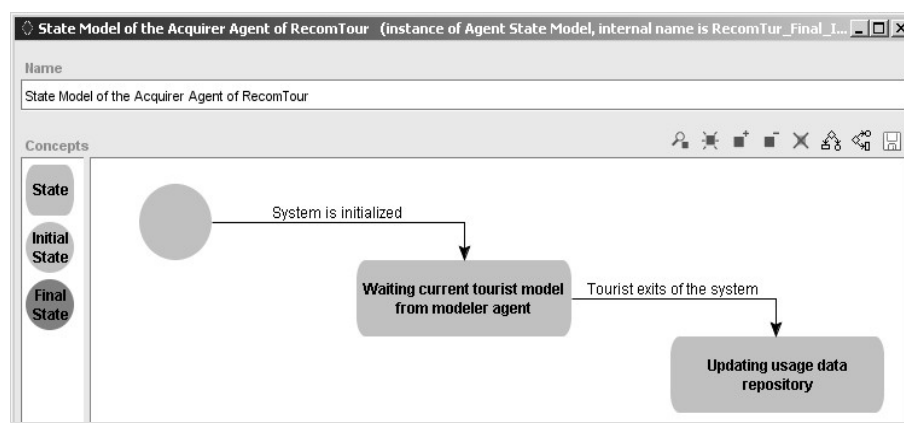 State Model of the Acquirer Agent of RecomTour (instance of Agent State Model, internal name is RecomTur_Final_I...
Name
State Model of the Acquirer Agent of RecomTour
Concepts
State
Initial
State
Final
State
System is initialized
Waiting current tourist model
from modeler agent
Tourist exits of the system
Updating usage data
repository